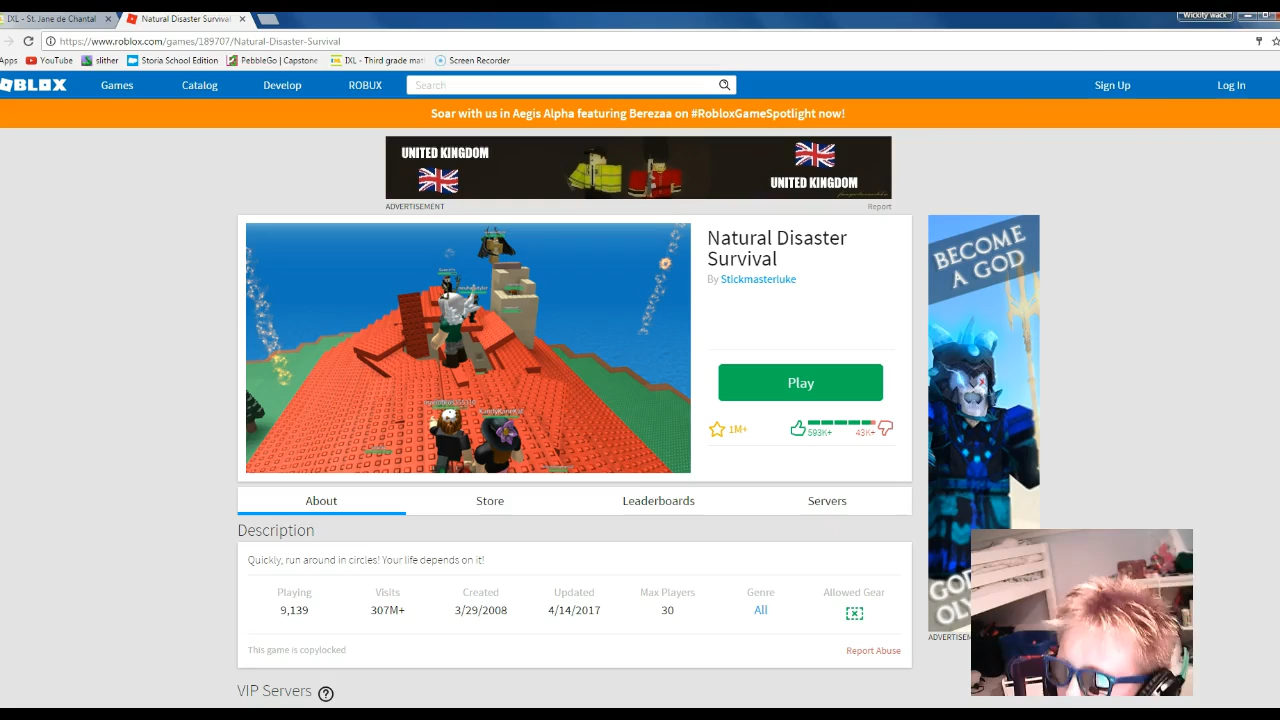 IXL - St. Jane de Chantal
Natural Disaster Survival
Wickity wack
https://www.roblox.com/games/189707/Natural-Disaster-Survival
Apps YouTube slither Storia School Edition PebbleGo | Capstone IXL - Third grade mat Screen Recorder
ROBLOX Games Catalog Develop ROBUX Search Sign Up Log In
Soar with us in Aegis Alpha featuring Berezaa on #RobloxGameSpotlight now!
UNITED KINGDOM
UNITED KINGDOM
ADVERTISEMENT Report
Natural Disaster
Survival
By Stickmasterluke
Play
1M+ 593K+ 43K+
BECOME
A GOD
About Store Leaderboards Servers
Description
Quickly, run around in circles! Your life depends on it!
Playing Visits Created Updated Max Players Genre Allowed Gear
9,139 307M+ 3/29/2008 4/14/2017 30 All
This game is copylocked
Report Abuse
ADVERTISEM
VIP Servers ?